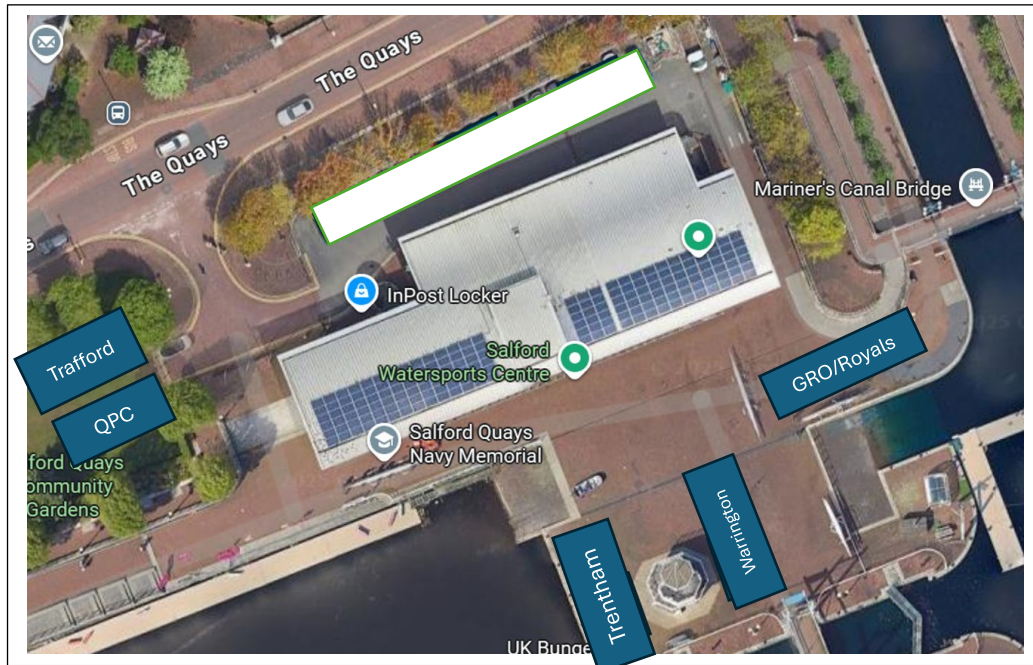 The Quays
The Quays
Mariner's Canal Bridge
InPost Locker
Trafford
QPC
Salford
Watersports Centre
GRO/Royals
Salford Quays
Navy Memorial
ford Quays
ommunity
Gardens
Warrington
Trentham
UK Bunge